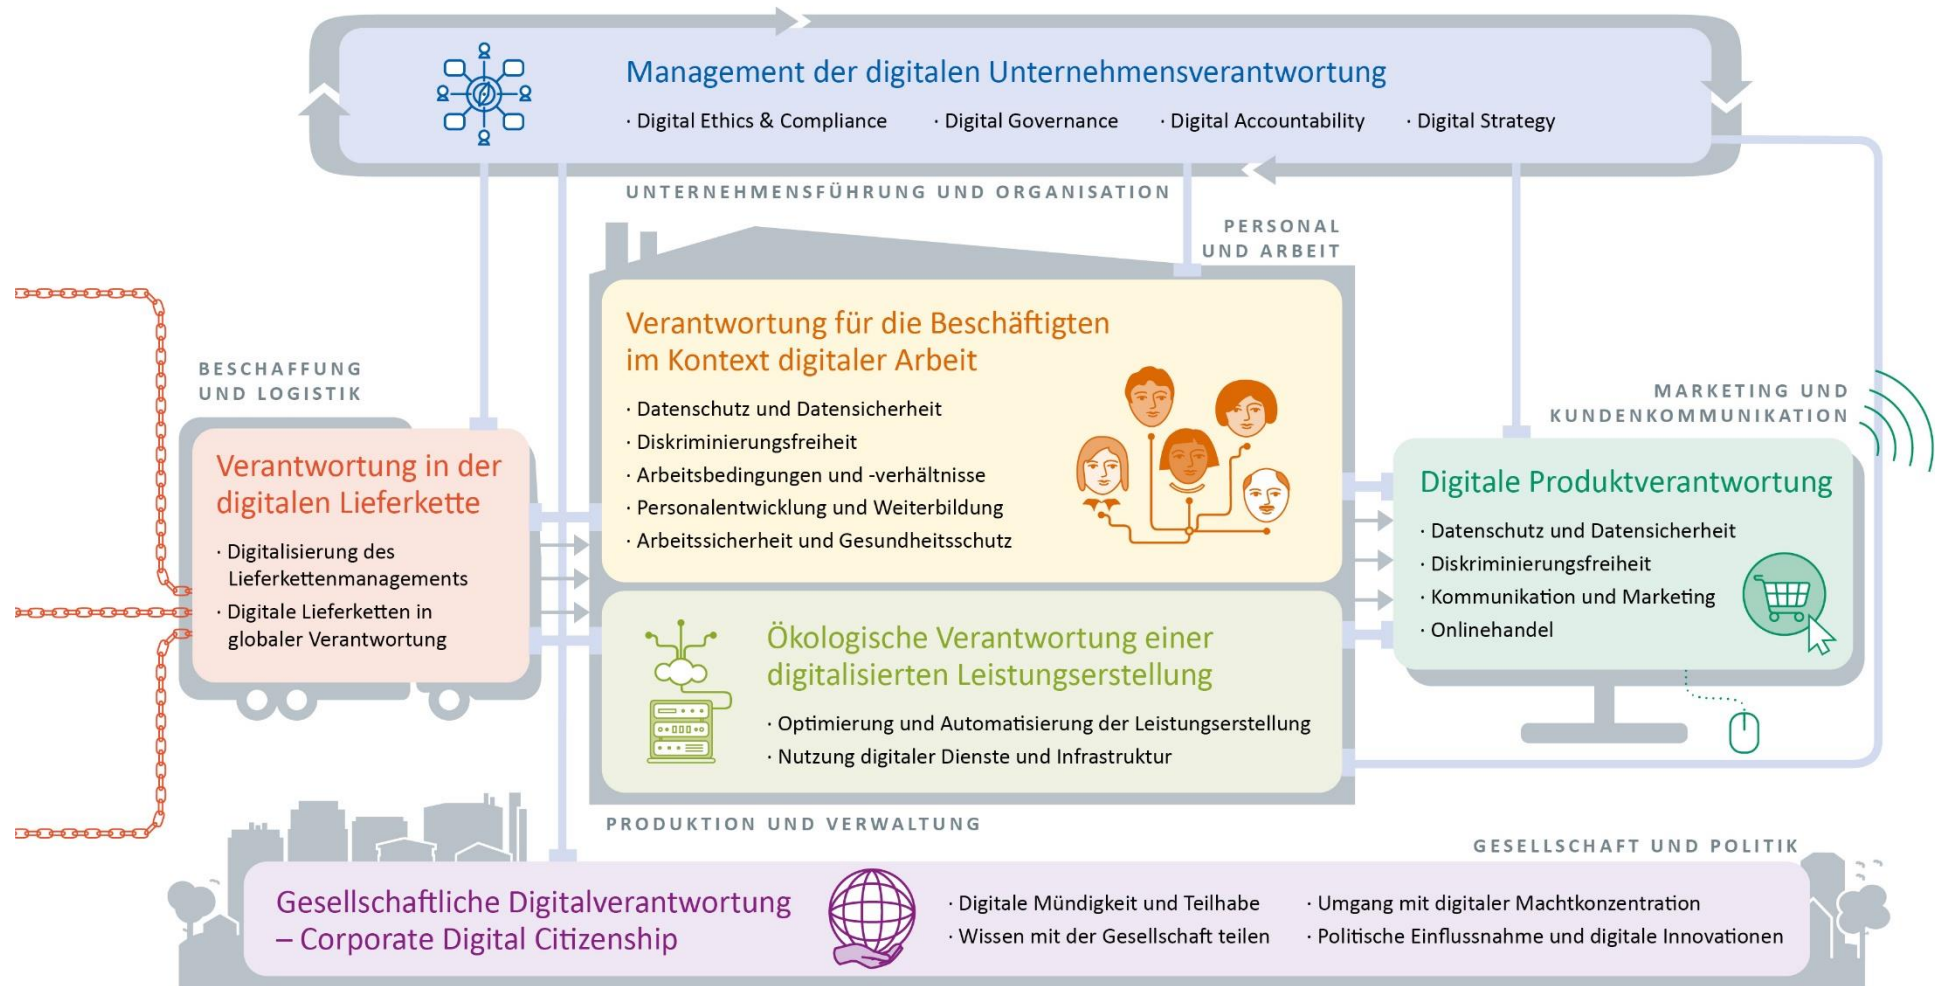 Management der digitalen Unternehmensverantwortung
· Digital Ethics & Compliance · Digital Governance · Digital Accountability · Digital Strategy
UNTERNEHMENSFÜHRUNG UND ORGANISATION
PERSONAL
UND ARBEIT
Verantwortung für die Beschäftigten
im Kontext digitaler Arbeit
· Datenschutz und Datensicherheit
· Diskriminierungsfreiheit
· Arbeitsbedingungen und -verhältnisse
· Personalentwicklung und Weiterbildung
· Arbeitssicherheit und Gesundheitsschutz
BESCHAFFUNG
UND LOGISTIK
Verantwortung in der
digitalen Lieferkette
· Digitalisierung des
Lieferkettenmanagements
· Digitale Lieferketten in
globaler Verantwortung
MARKETING UND
KUNDENKOMMUNIKATION
Digitale Produktverantwortung
· Datenschutz und Datensicherheit
· Diskriminierungsfreiheit
· Kommunikation und Marketing
· Onlinehandel
Ökologische Verantwortung einer
digitalisierten Leistungserstellung
· Optimierung und Automatisierung der Leistungserstellung
· Nutzung digitaler Dienste und Infrastruktur
PRODUKTION UND VERWALTUNG
GESELLSCHAFT UND POLITIK
Gesellschaftliche Digitalverantwortung
– Corporate Digital Citizenship
· Digitale Mündigkeit und Teilhabe
· Wissen mit der Gesellschaft teilen
· Umgang mit digitaler Machtkonzentration
· Politische Einflussnahme und digitale Innovationen